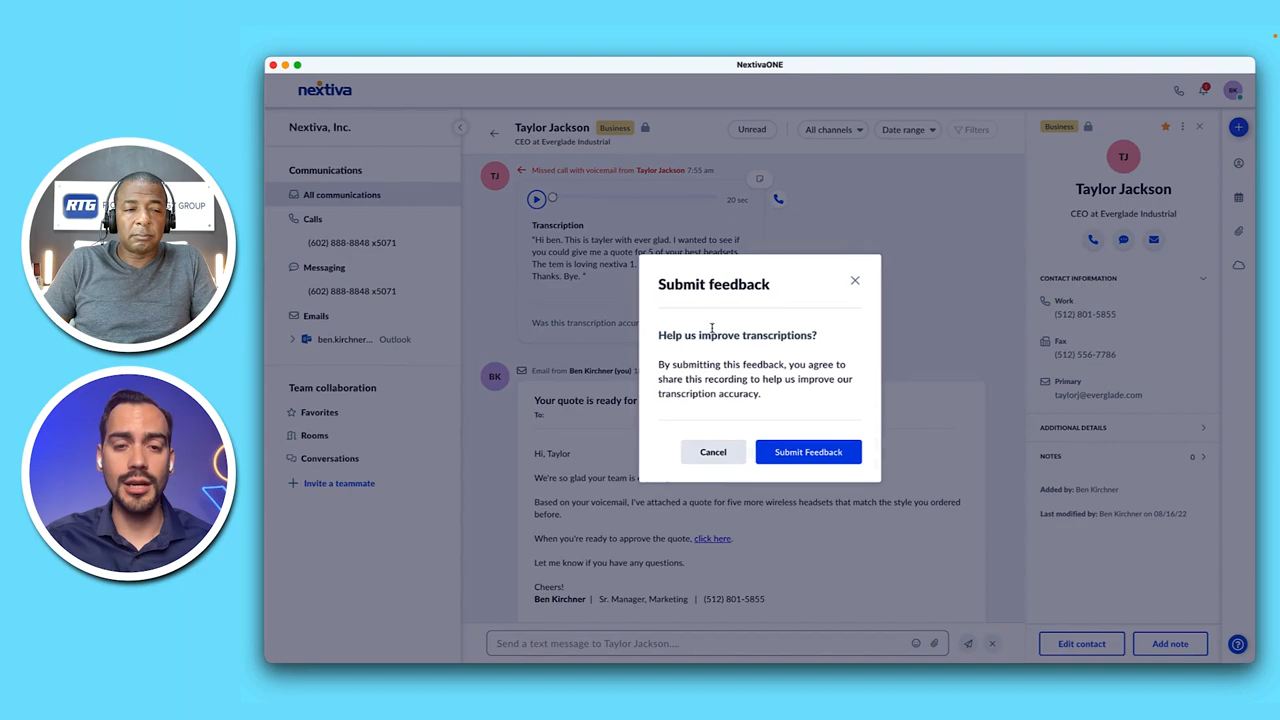 NextivaONE
nextiva
BK
Nextiva, Inc.
Communications
All communications
Calls
(602) 888-8848 x5071
Messaging
(602) 888-8848 x5071
Emails
ben.kirchner... Outlook
Team collaboration
Favorites
Rooms
Conversations
Invite a teammate
Taylor Jackson Business
CEO at Everglade Industrial
Unread
All channels
Date range
Filters
TJ
Missed call with voicemail from Taylor Jackson 7:55 am
20 sec
Transcription
"Hi ben. This is tayler with ever glad. I wanted to see if
you could give me a quote for 5 of your best headsets.
The tem is loving nextiva 1.
Thanks. Bye. "
Was this transcription accur
Submit feedback
Help us improve transcriptions?
By submitting this feedback, you agree to
share this recording to help us improve our
transcription accuracy.
Cancel
Submit Feedback
BK
Email from Ben Kirchner (you)
Your quote is ready for
To:
Hi, Taylor
We're so glad your team is
Based on your voicemail, I've attached a quote for five more wireless headsets that match the style you ordered
before.
When you're ready to approve the quote, click here.
Let me know if you have any questions.
Cheers!
Ben Kirchner | Sr. Manager, Marketing | (512) 801-5855
Send a text message to Taylor Jackson....
Business
TJ
Taylor Jackson
CEO at Everglade Industrial
CONTACT INFORMATION
Work
(512) 801-5855
Fax
(512) 556-7786
Primary
taylorj@everglade.com
ADDITIONAL DETAILS
NOTES 0
Added by: Ben Kirchner
Last modified by: Ben Kirchner on 08/16/22
Edit contact
Add note
RTG